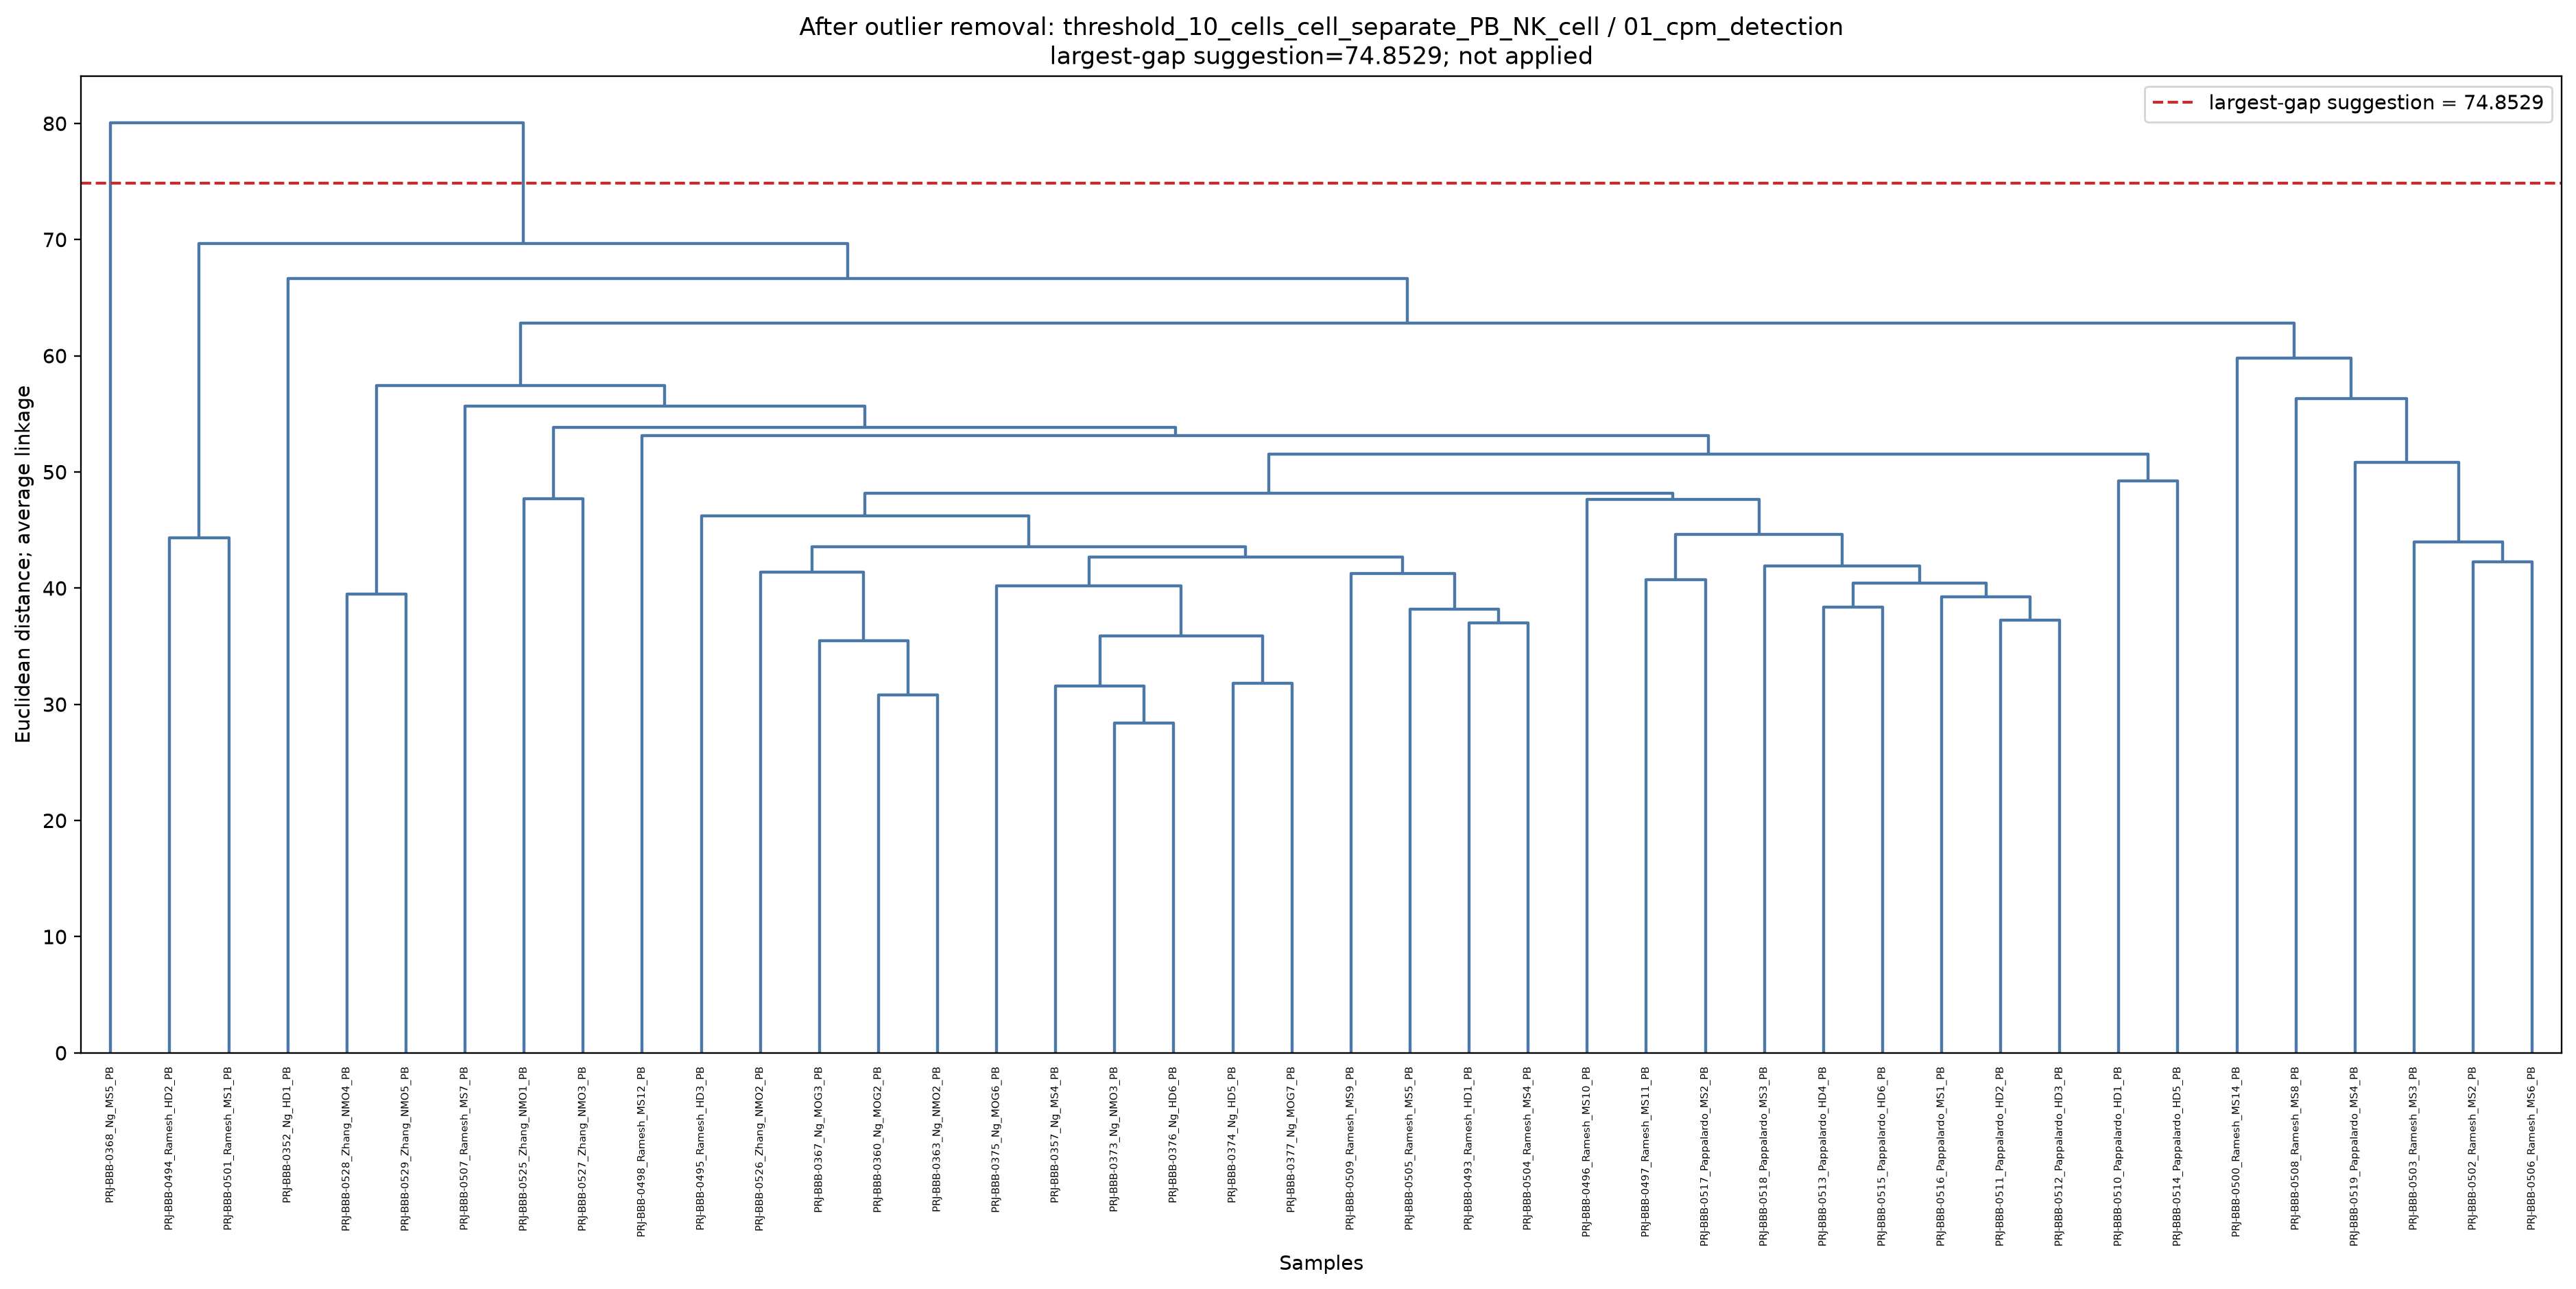 After outlier removal: threshold_10_cells_cell_separate_PB_NK_cell / 01_cpm_detection
largest-gap suggestion=74.8529; not applied
largest-gap suggestion = 74.8529
Euclidean distance; average linkage
80
70
60
50
40
30
20
10
0
PRJ-BBB-0368_Ng_MS5_PB
PRJ-BBB-0494_Ramesh_HD2_PB
PRJ-BBB-0501_Ramesh_MS1_PB
PRJ-BBB-0352_Ng_HD1_PB
PRJ-BBB-0528_Zhang_NMO4_PB
PRJ-BBB-0529_Zhang_NMO5_PB
PRJ-BBB-0507_Ramesh_MS7_PB
PRJ-BBB-0525_Zhang_NMO1_PB
PRJ-BBB-0527_Zhang_NMO3_PB
PRJ-BBB-0498_Ramesh_MS12_PB
PRJ-BBB-0495_Ramesh_HD3_PB
PRJ-BBB-0526_Zhang_NMO2_PB
PRJ-BBB-0367_Ng_MOG3_PB
PRJ-BBB-0360_Ng_MOG2_PB
PRJ-BBB-0363_Ng_NMO2_PB
PRJ-BBB-0375_Ng_MOG6_PB
PRJ-BBB-0357_Ng_MS4_PB
PRJ-BBB-0373_Ng_NMO3_PB
PRJ-BBB-0376_Ng_HD6_PB
PRJ-BBB-0374_Ng_HD5_PB
PRJ-BBB-0377_Ng_MOG7_PB
PRJ-BBB-0509_Ramesh_MS9_PB
PRJ-BBB-0505_Ramesh_MS5_PB
PRJ-BBB-0493_Ramesh_HD1_PB
PRJ-BBB-0504_Ramesh_MS4_PB
PRJ-BBB-0496_Ramesh_MS10_PB
PRJ-BBB-0497_Ramesh_MS11_PB
PRJ-BBB-0517_Pappalardo_MS2_PB
PRJ-BBB-0518_Pappalardo_MS3_PB
PRJ-BBB-0513_Pappalardo_HD4_PB
PRJ-BBB-0515_Pappalardo_HD6_PB
PRJ-BBB-0516_Pappalardo_MS1_PB
PRJ-BBB-0511_Pappalardo_HD2_PB
PRJ-BBB-0512_Pappalardo_HD3_PB
PRJ-BBB-0510_Pappalardo_HD1_PB
PRJ-BBB-0514_Pappalardo_HD5_PB
PRJ-BBB-0500_Ramesh_MS14_PB
PRJ-BBB-0508_Ramesh_MS8_PB
PRJ-BBB-0519_Pappalardo_MS4_PB
PRJ-BBB-0503_Ramesh_MS3_PB
PRJ-BBB-0502_Ramesh_MS2_PB
PRJ-BBB-0506_Ramesh_MS6_PB
Samples